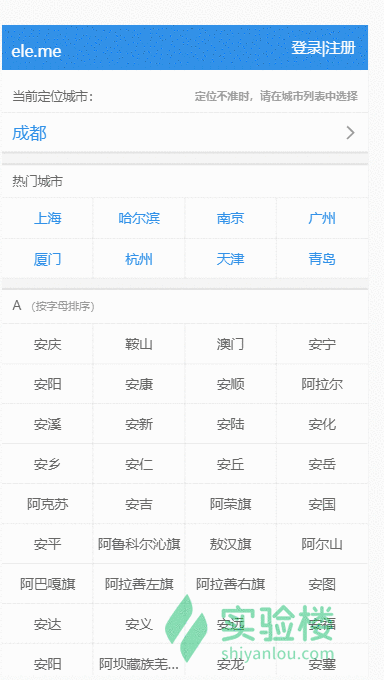 ele.me 登录|注册
当前定位城市： 定位不准时，请在城市列表中选择
成都
热门城市
上海 哈尔滨 南京 广州
厦门 杭州 天津 青岛
A （按字母排序）
安庆 鞍山 澳门 安宁
安阳 安康 安顺 阿拉尔
安溪 安新 安陆 安化
安乡 安仁 安丘 安岳
阿克苏 安吉 阿荣旗 安国
安平 阿鲁科尔沁旗 敖汉旗 阿尔山
阿巴嘎旗 阿拉善左旗 阿拉善右旗 安图
安达 安义 安远 安福
安阳 阿坝藏族羌... 安龙 安塞
实验楼
shiyanlou.com